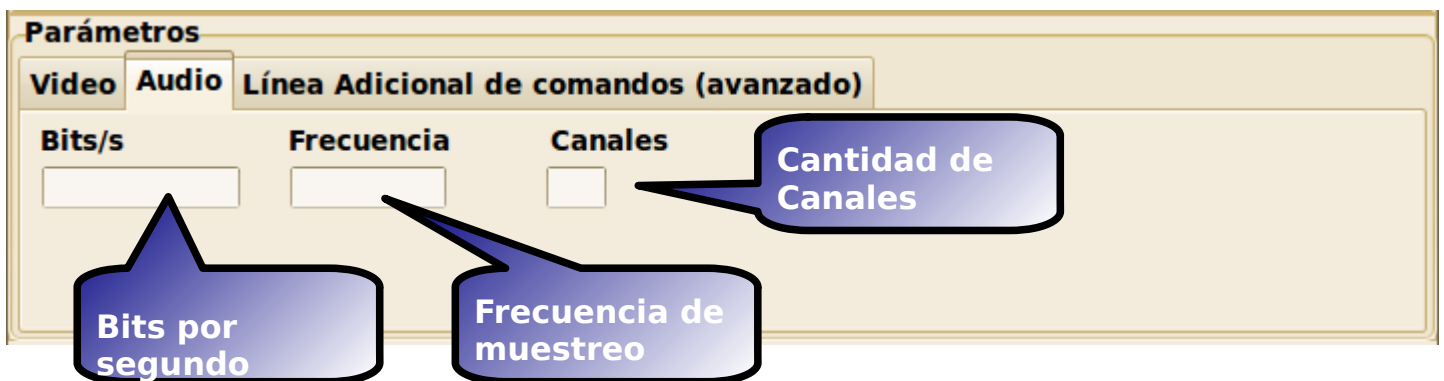 Parámetros
Video Audio Línea Adicional de comandos (avanzado)
Bits/s Frecuencia Canales
Cantidad de
Canales
Bits por
segundo
Frecuencia de
muestreo